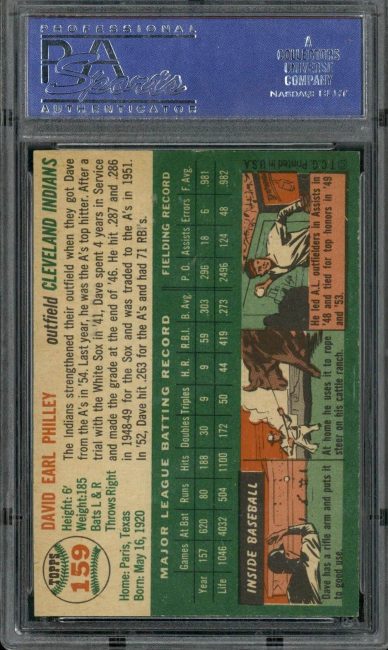 PROFESSIONAL
PSA
Sports
AUTHENTICATOR
A
COLLECTORS
UNIVERSE
COMPANY
NASDAQ: CLCT
TOPPS
159
DAVID EARL PHILLEY
outfield CLEVELAND INDIANS
Height: 6'
Weight: 185
Bats L & R
Throws Right
Home: Paris, Texas
Born: May 16, 1920
The Indians strengthened their outfield when they got Dave
from the A's in '54. Last year, he was the A's top hitter. After a
trial with the White Sox in '41, Dave spent 4 years in Service
and made the grade at the end of '46. He hit .287 and .286
in 1948-49 for the Sox and was traded to the A's in 1951.
In '52, Dave hit .263 for the A's and had 71 RBI's.
MAJOR LEAGUE BATTING RECORD
FIELDING RECORD
Games At Bat Runs Hits Doubles Triples H.R. R.B.I. B. Avg. P.O. Assists Errors F. Avg
Year 157 620 80 188 30 9 9 59 .303 296 18 6 .981
Life 1046 4032 504 1100 172 50 44 419 .273 2496 124 48 .982
INSIDE BASEBALL
Dave has a rifle arm and puts it
to good use.
At home he uses it to rope
steer on his cattle ranch.
He led A.L. outfielders in Assists in
'48 and tied for top honors in '49
and '53.
© T.C.G. Printed in U.S.A.